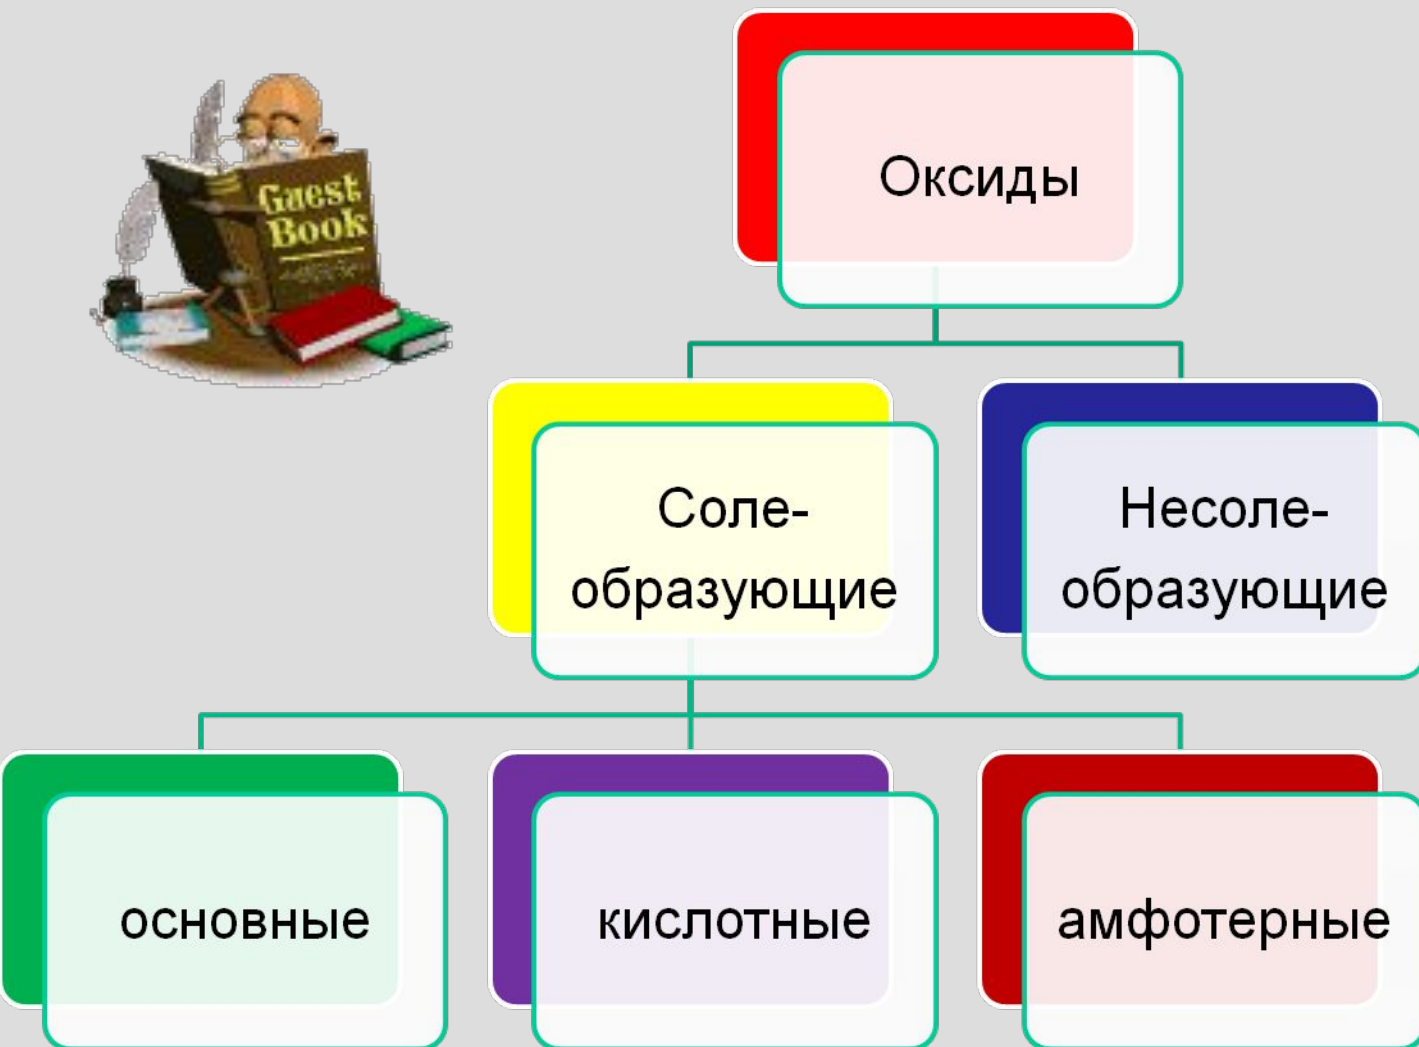 Guest
Book
Оксиды
Соле-
образующие
Несоле-
образующие
основные
кислотные
амфотерные